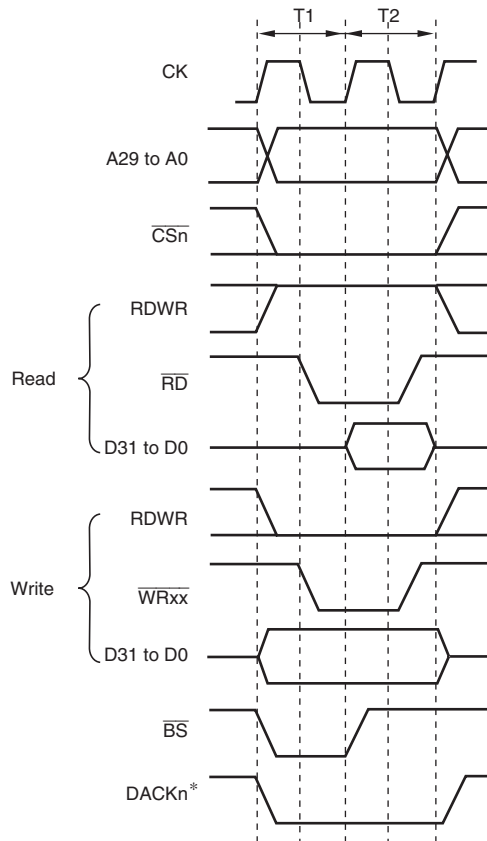 T1 T2
CK
A29 to A0
CSn
RDWR
Read
RD
D31 to D0
RDWR
Write
WRxx
D31 to D0
BS
DACKn*